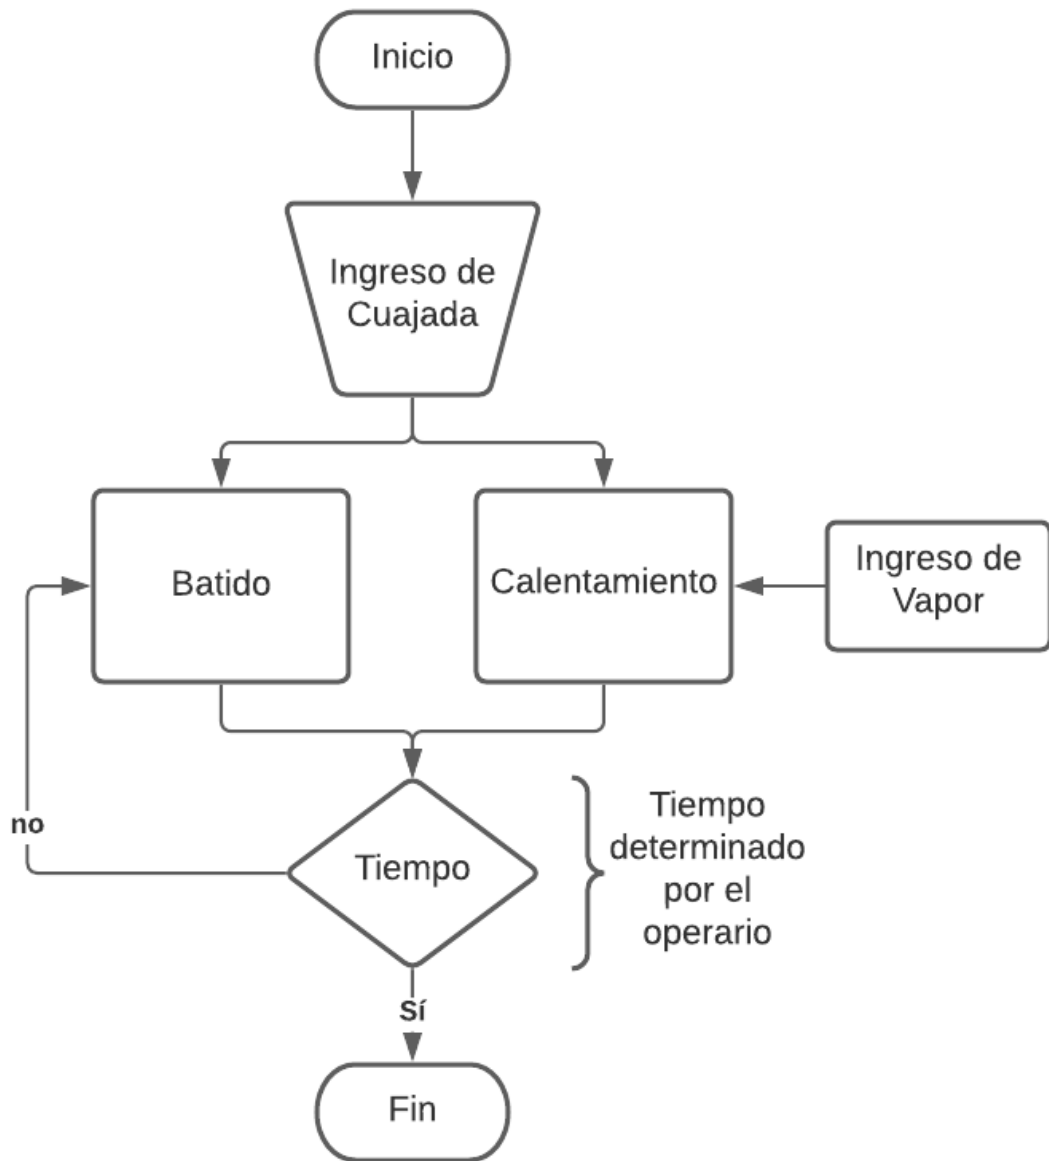 Inicio
Ingreso de
Cuajada
Batido
Calentamiento
Ingreso de
Vapor
no
Tiempo
Tiempo
determinado
por el
operario
Sí
Fin